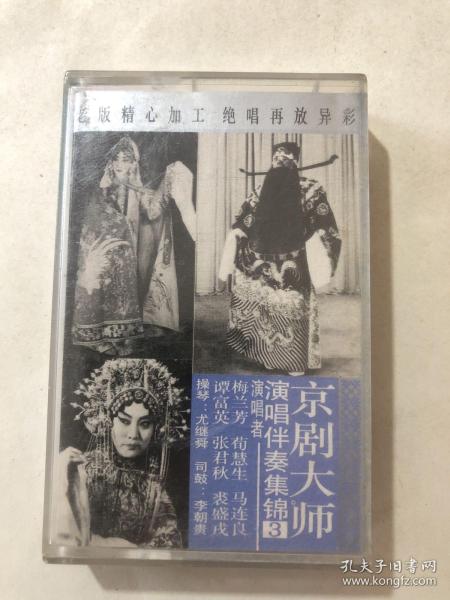 老版精心加工 绝唱再放异彩
京剧大师
演唱伴奏集锦3
演唱者
梅兰芳 荀慧生 马连良
谭富英 张君秋 裘盛戎
操琴：尤继舜 司鼓：李朝贵
孔夫子旧书网
www.kongfz.com